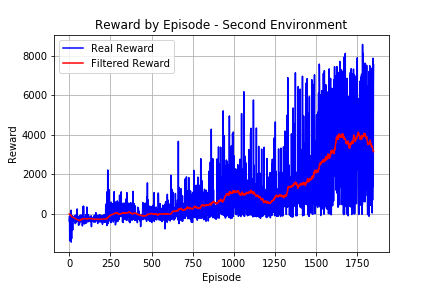 Reward by Episode - Second Environment
Real Reward
Filtered Reward
8000
6000
4000
2000
0
Reward
0 250 500 750 1000 1250 1500 1750
Episode